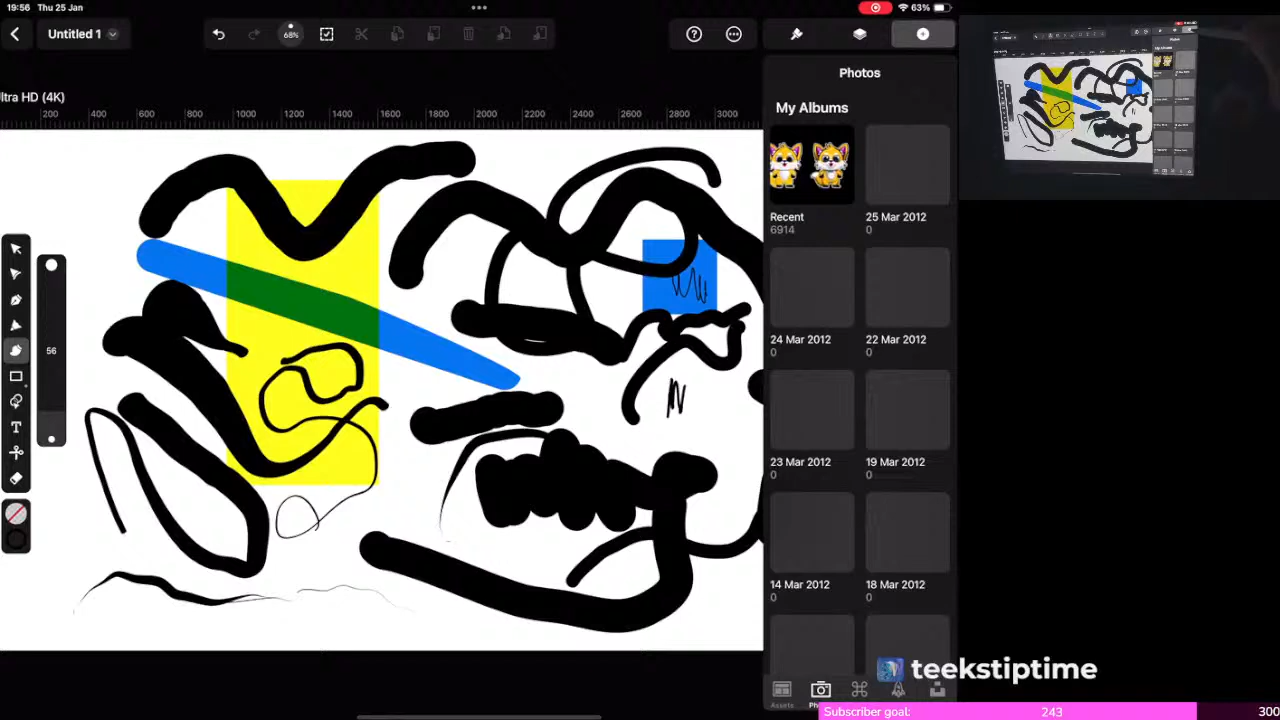 19:56 Thu 25 Jan
63%
Untitled 1
68%
Photos
ltra HD (4K)
My Albums
200 400 600 800 1000 1200 1400 1600 1800 2000 2200 2400 2600 2800 3000
Recent
6914
25 Mar 2012
0
24 Mar 2012
0
22 Mar 2012
0
56
23 Mar 2012
0
19 Mar 2012
0
14 Mar 2012
0
18 Mar 2012
0
teekstiptime
Assets
Subscriber goal: 243 300